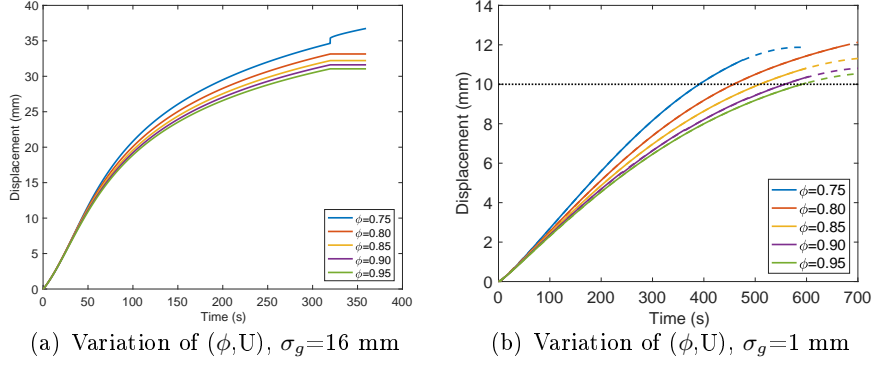 40
35
30
25
20
15
10
5
0
Displacement (mm)
0 50 100 150 200 250 300 350 400
Time (s)
ϕ=0.75
ϕ=0.80
ϕ=0.85
ϕ=0.90
ϕ=0.95
(a) Variation of (ϕ,U), σg=16 mm
14
12
10
8
6
4
2
0
Displacement (mm)
0 100 200 300 400 500 600 700
Time (s)
ϕ=0.75
ϕ=0.80
ϕ=0.85
ϕ=0.90
ϕ=0.95
(b) Variation of (ϕ,U), σg=1 mm